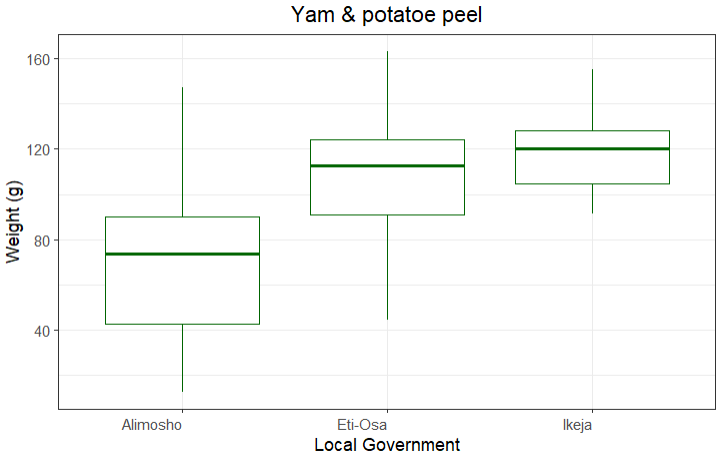 Yam & potatoe peel
160
120
80
40
Weight (g)
Alimosho Eti-Osa Ikeja
Local Government